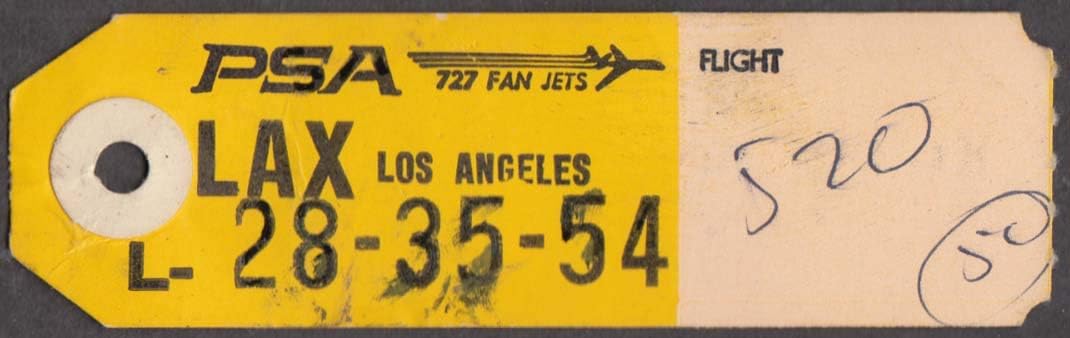 PSA
727 FAN JETS
LAX LOS ANGELES
L- 28-35-54
FLIGHT
520